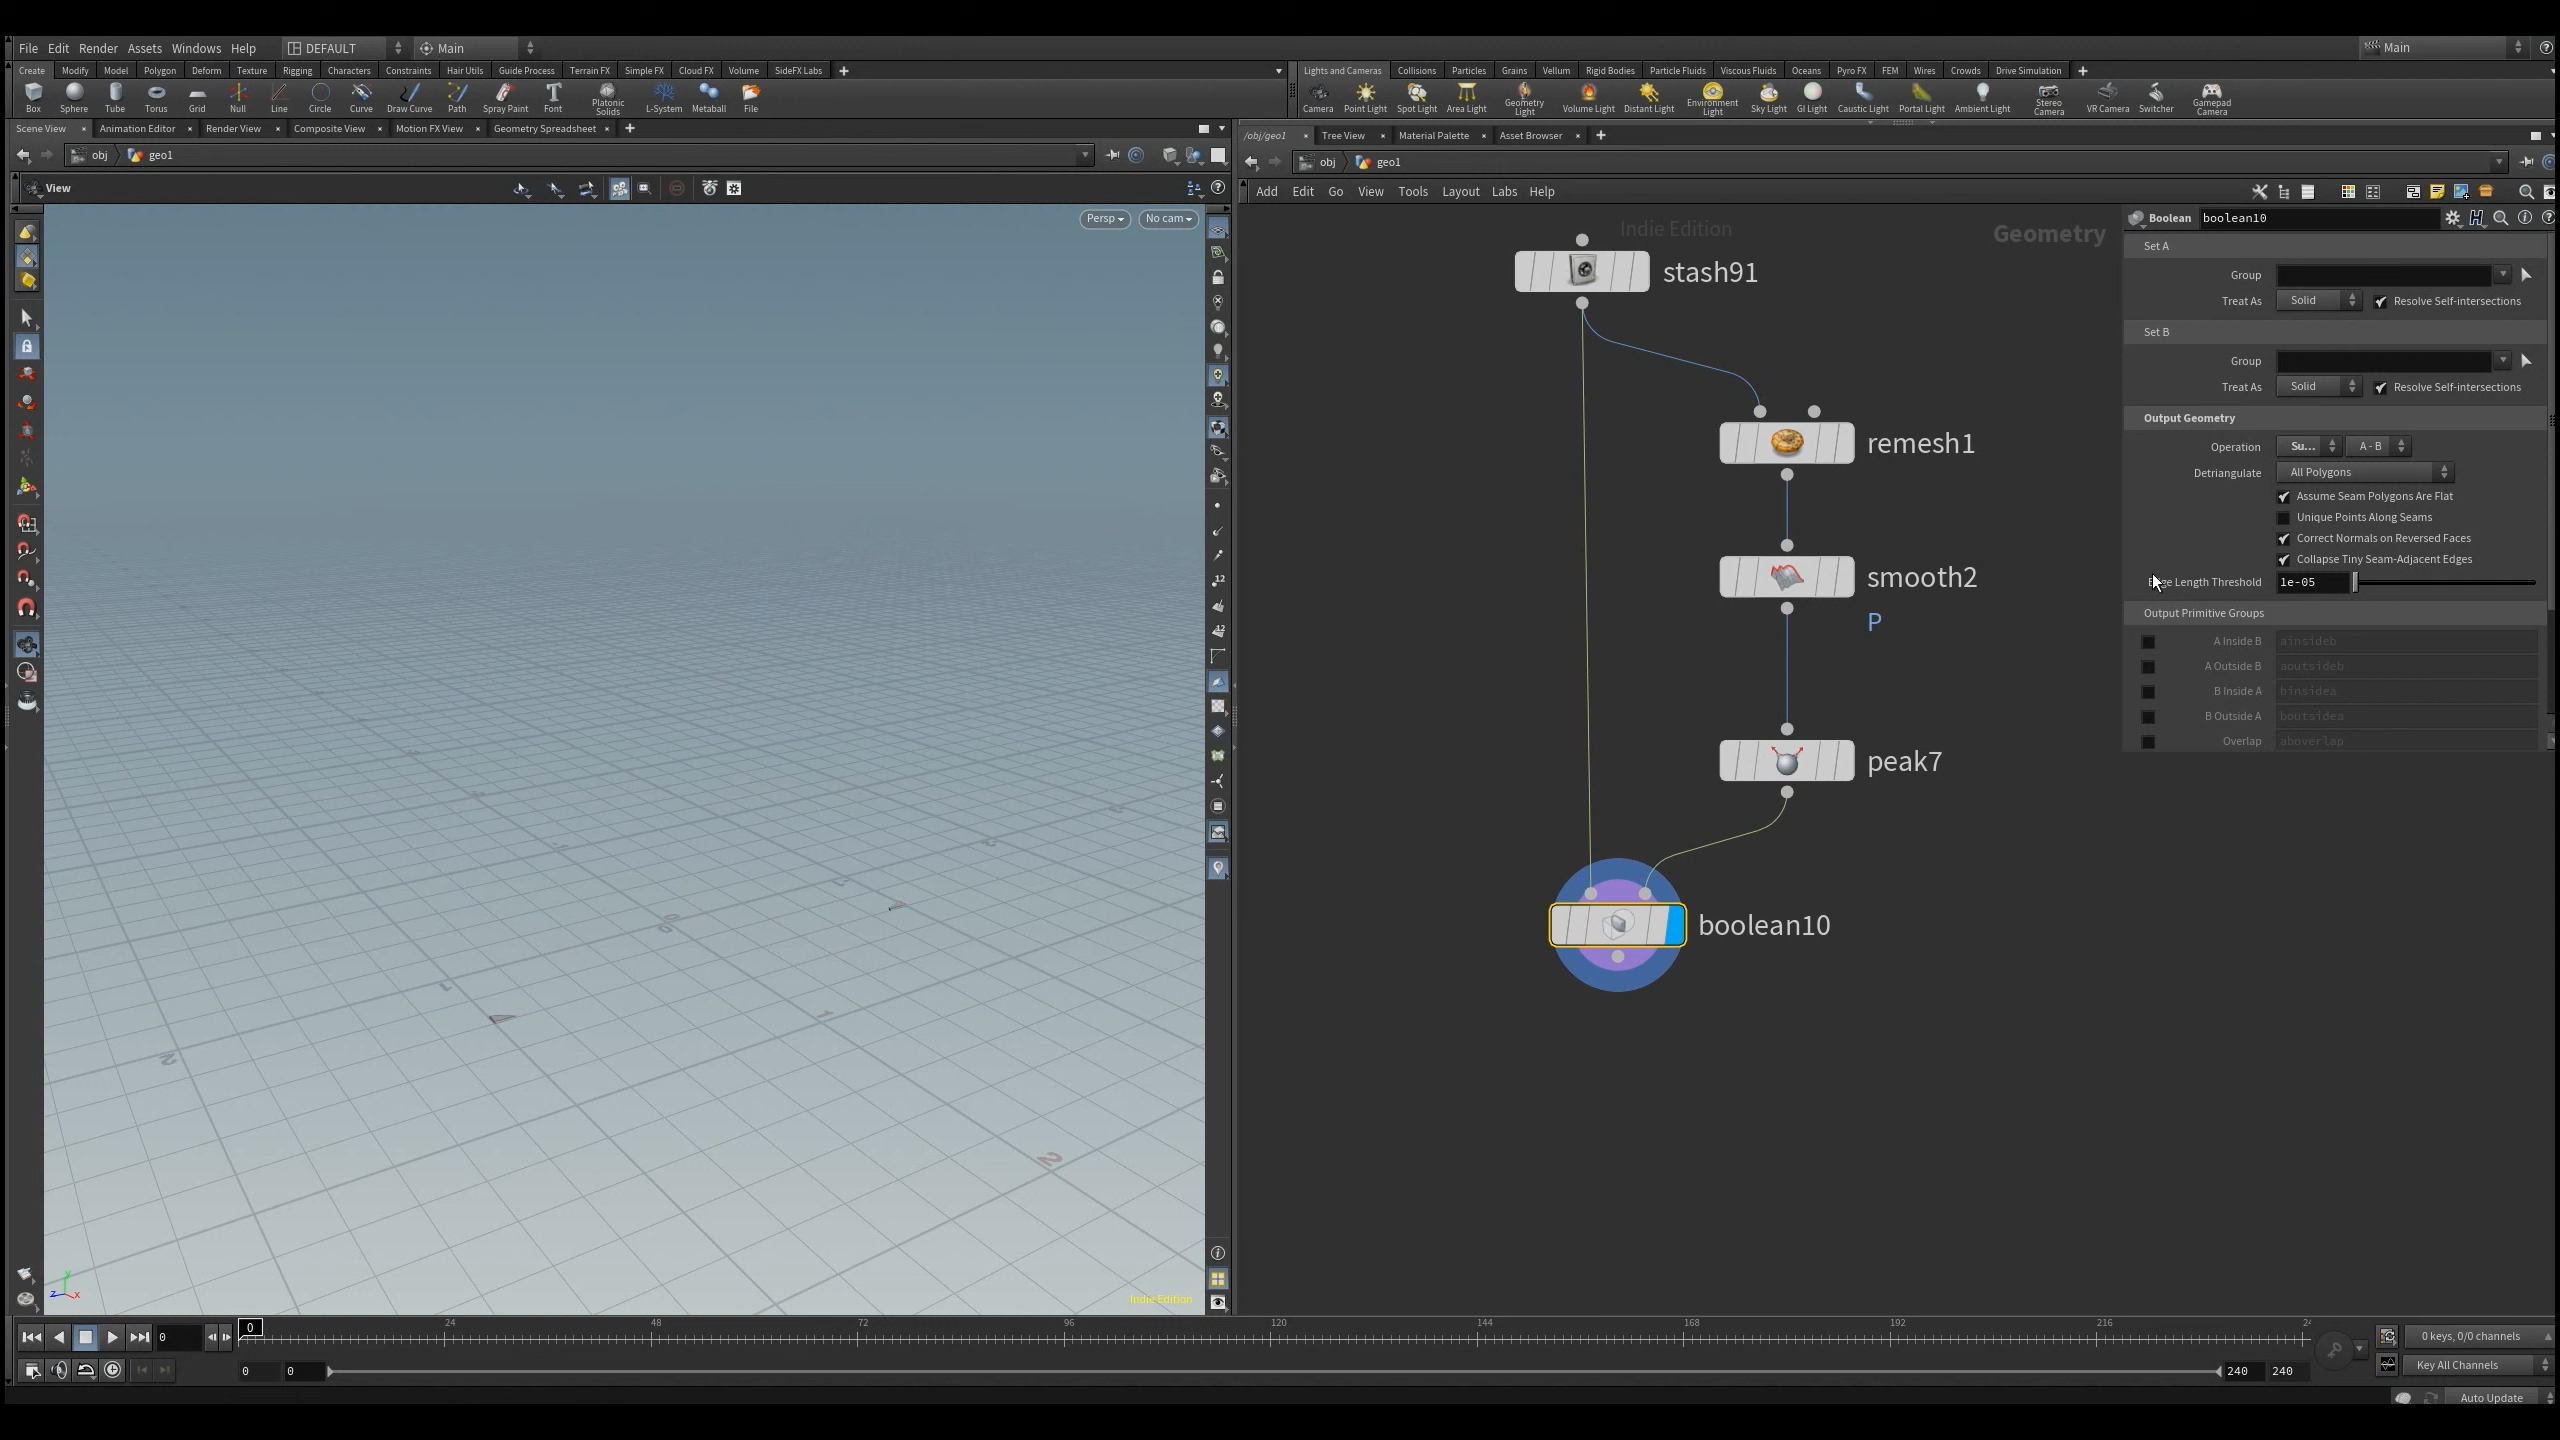 File Edit Render Assets Windows Help DEFAULT Main Main
Create Modify Model Polygon Deform Texture Rigging Characters Constraints Hair Utils Guide Process Terrain FX Simple FX Cloud FX Volume SideFX Labs
Lights and Cameras Collisions Particles Grains Vellum Rigid Bodies Particle Fluids Viscous Fluids Oceans Pyro FX FEM Wires Crowds Drive Simulation
Box Sphere Tube Torus Grid Null Line Circle Curve Draw Curve Path Spray Paint Font Platonic Solids L-System Metaball File
Camera Point Light Spot Light Area Light Geometry Light Volume Light Distant Light Environment Light Sky Light GI Light Caustic Light Portal Light Ambient Light Stereo Camera VR Camera Switcher Gamepad Camera
Scene View Animation Editor Render View Composite View Motion FX View Geometry Spreadsheet
/obj/geo1 Tree View Material Palette Asset Browser
obj geo1
obj geo1
View
Add Edit Go View Tools Layout Labs Help
Persp No cam
Indie Edition
Geometry
stash91
remesh1
smooth2
P
peak7
boolean10
Boolean boolean10
Set A
Group
Treat As Solid Resolve Self-intersections
Set B
Group
Treat As Solid Resolve Self-intersections
Output Geometry
Operation Su... A - B
Detriangulate All Polygons
Assume Seam Polygons Are Flat
Unique Points Along Seams
Correct Normals on Reversed Faces
Collapse Tiny Seam-Adjacent Edges
Length Threshold 1e-05
Output Primitive Groups
A Inside B ainsideb
A Outside B aoutsideb
B Inside A binsidea
B Outside A boutsidea
Overlap aboverlap
12
12
2
1
2
z y x
Indie Edition
0 0 24 48 72 96 120 144 168 192 216
0 keys, 0/0 channels
0 0 240 240
Key All Channels
Auto Update